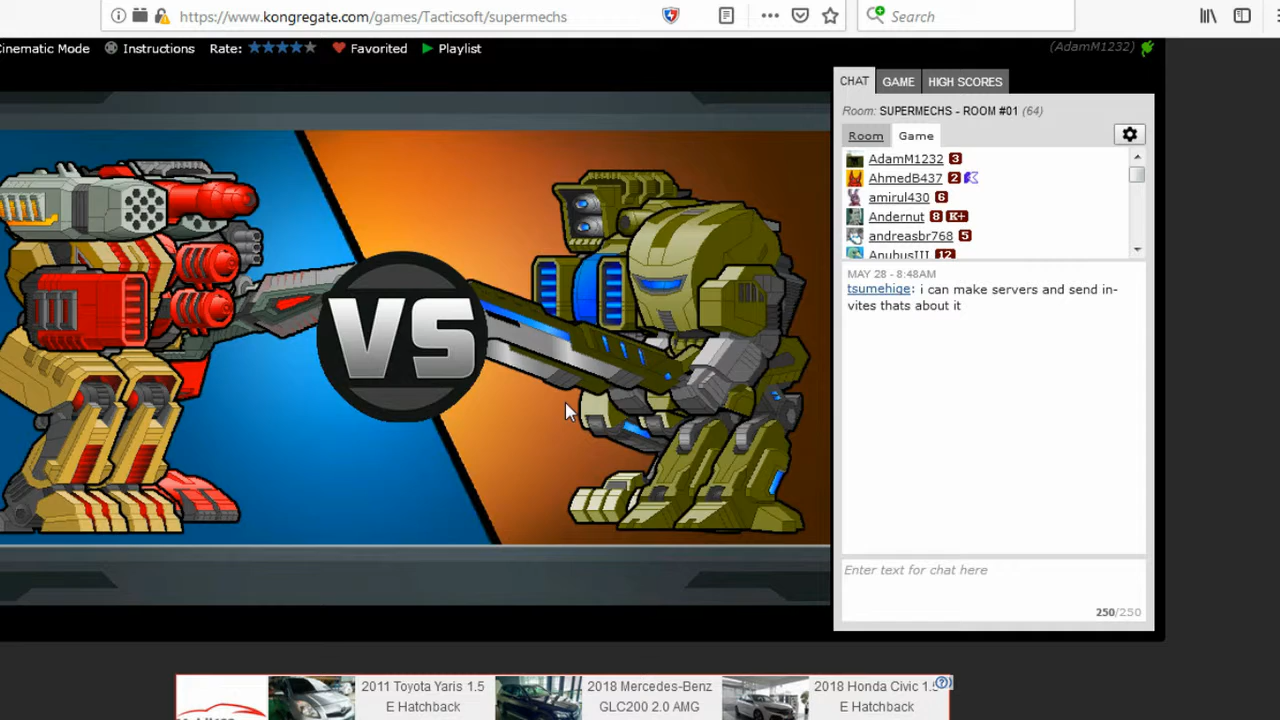 https://www.kongregate.com/games/Tacticsoft/supermechs
Search
Cinematic Mode
Instructions
Rate:
Favorited
Playlist
(AdamM1232)
CHAT
GAME
HIGH SCORES
Room: SUPERMECHS - ROOM #01 (64)
Room
Game
AdamM1232 3
AhmedB437 2
amirul430 6
Andernut 8 K+
andreasbr768 5
AnubusIII 12
MAY 28 - 8:48AM
tsumehige: i can make servers and send in-
vites thats about it
VS
Enter text for chat here
250/250
2011 Toyota Yaris 1.5
E Hatchback
2018 Mercedes-Benz
GLC200 2.0 AMG
2018 Honda Civic 1.5
E Hatchback